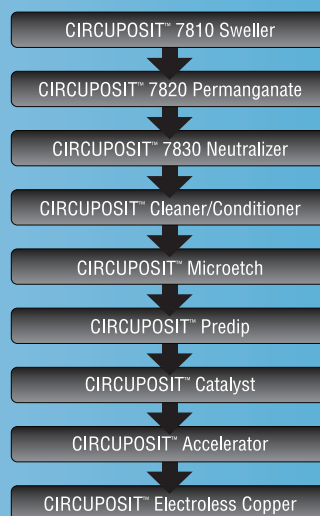 CIRCUPOSIT™ 7810 Sweller
CIRCUPOSIT™ 7820 Permanganate
CIRCUPOSIT™ 7830 Neutralizer
CIRCUPOSIT™ Cleaner/Conditioner
CIRCUPOSIT™ Microetch
CIRCUPOSIT™ Predip
CIRCUPOSIT™ Catalyst
CIRCUPOSIT™ Accelerator
CIRCUPOSIT™ Electroless Copper